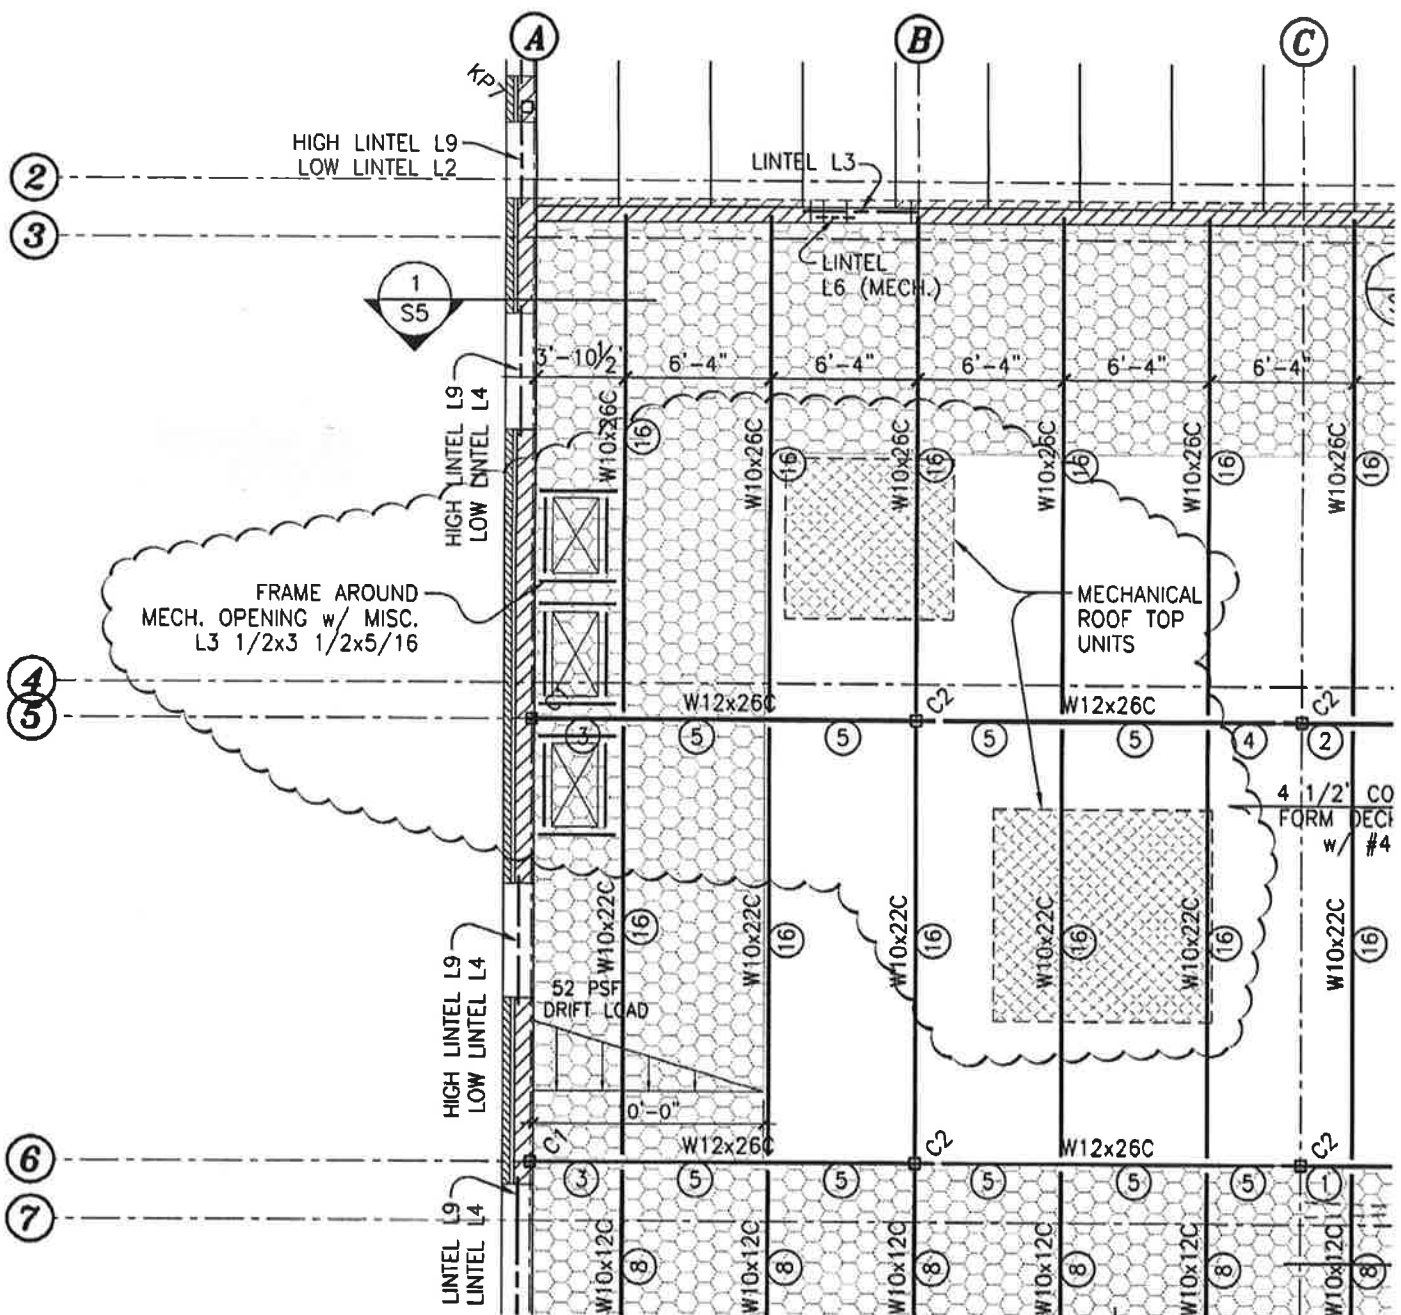 A
B
C
KP7
HIGH LINTEL L9
LOW LINTEL L2
LINTEL L3
2
3
LINTEL
L6 (MECH.)
1
S5
3'-10 1/2"
6'-4"
6'-4"
6'-4"
6'-4"
6'-4"
HIGH LINTEL L9
LOW LINTEL L4
W10x26C
16
W10x26C
16
W10x26C
16
W10x26C
16
W10x26C
16
W10x26C
16
FRAME AROUND
MECH. OPENING w/ MISC.
L3 1/2x3 1/2x5/16
MECHANICAL
ROOF TOP
UNITS
4
5
W12x26C
C2
W12x26C
C2
3
5
5
5
5
4
2
4 1/2" CO
FORM DECK
w/ #4
HIGH LINTEL L9
LOW LINTEL L4
W10x22C
16
W10x22C
16
W10x22C
16
W10x22C
16
W10x22C
16
W10x22C
16
52 PSF
DRIFT LOAD
0'-0"
6
C1
W12x26C
C2
W12x26C
C2
3
5
5
5
5
5
1
7
LINTEL L9
LINTEL L4
W10x12C
8
W10x12C
8
W10x12C
8
W10x12C
8
W10x12C
8
W10x12C
8